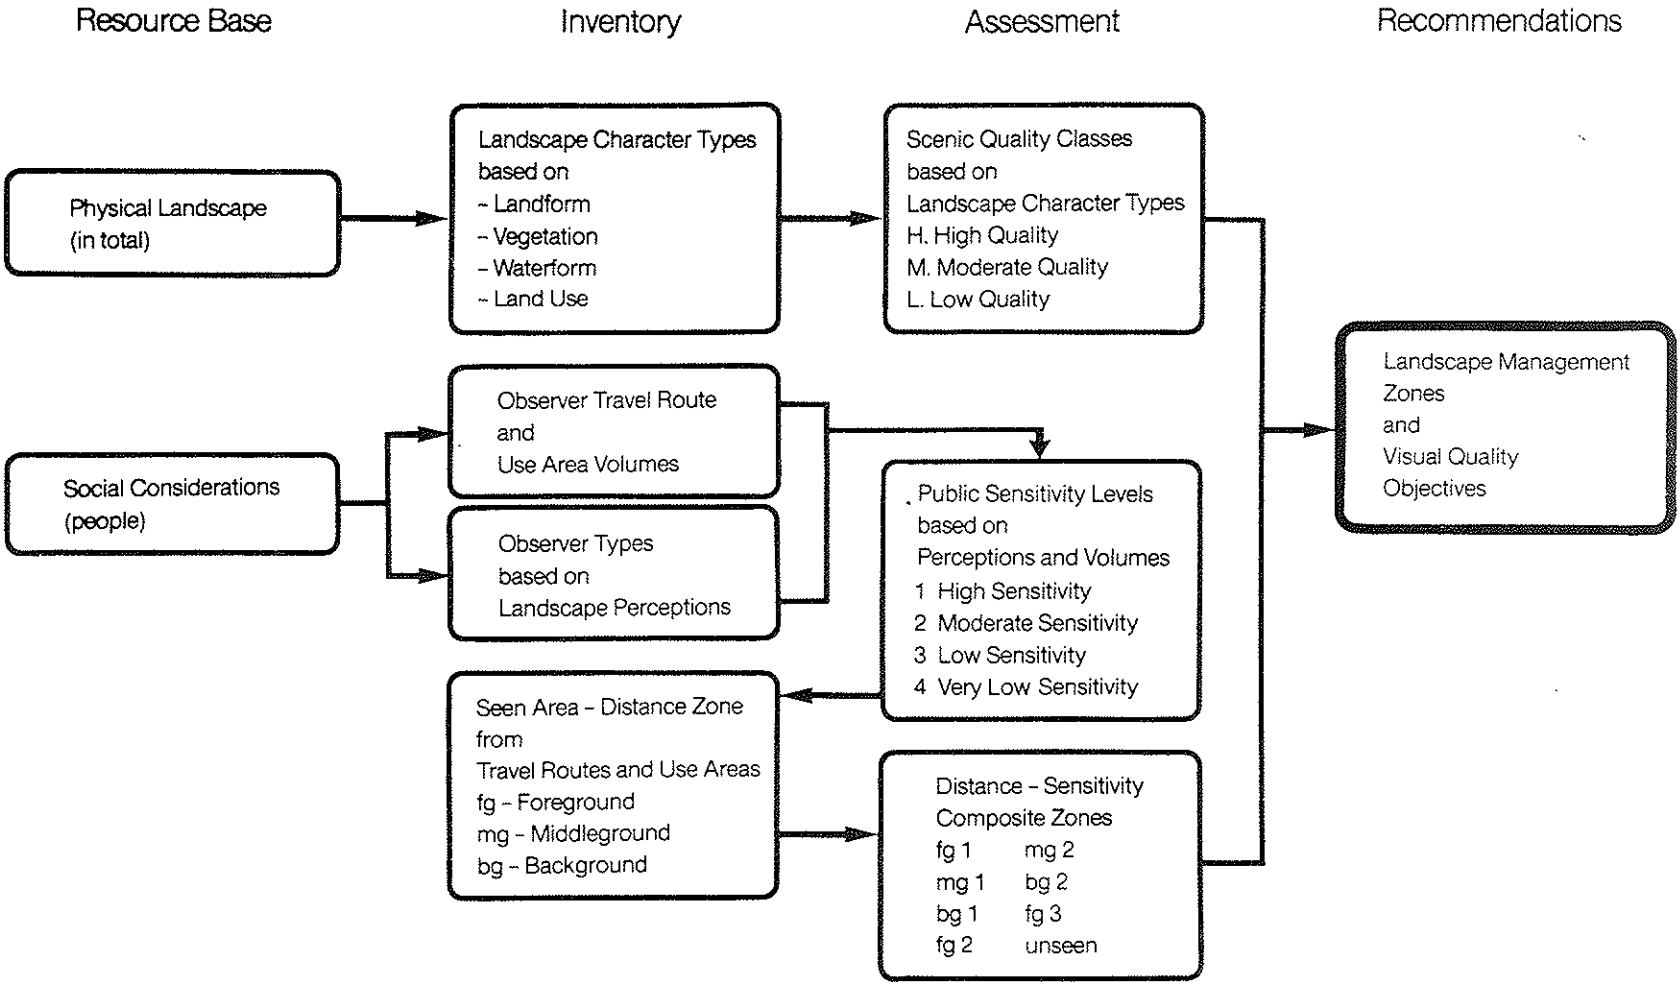 Resource Base
Inventory
Assessment
Recommendations
Physical Landscape
(in total)
Landscape Character Types
based on
- Landform
- Vegetation
- Waterform
- Land Use
Scenic Quality Classes
based on
Landscape Character Types
H. High Quality
M. Moderate Quality
L. Low Quality
Social Considerations
(people)
Observer Travel Route
and
Use Area Volumes
Observer Types
based on
Landscape Perceptions
Public Sensitivity Levels
based on
Perceptions and Volumes
1 High Sensitivity
2 Moderate Sensitivity
3 Low Sensitivity
4 Very Low Sensitivity
Seen Area - Distance Zone
from
Travel Routes and Use Areas
fg - Foreground
mg - Middleground
bg - Background
Distance - Sensitivity
Composite Zones
fg 1 mg 2
mg 1 bg 2
bg 1 fg 3
fg 2 unseen
Landscape Management
Zones
and
Visual Quality
Objectives